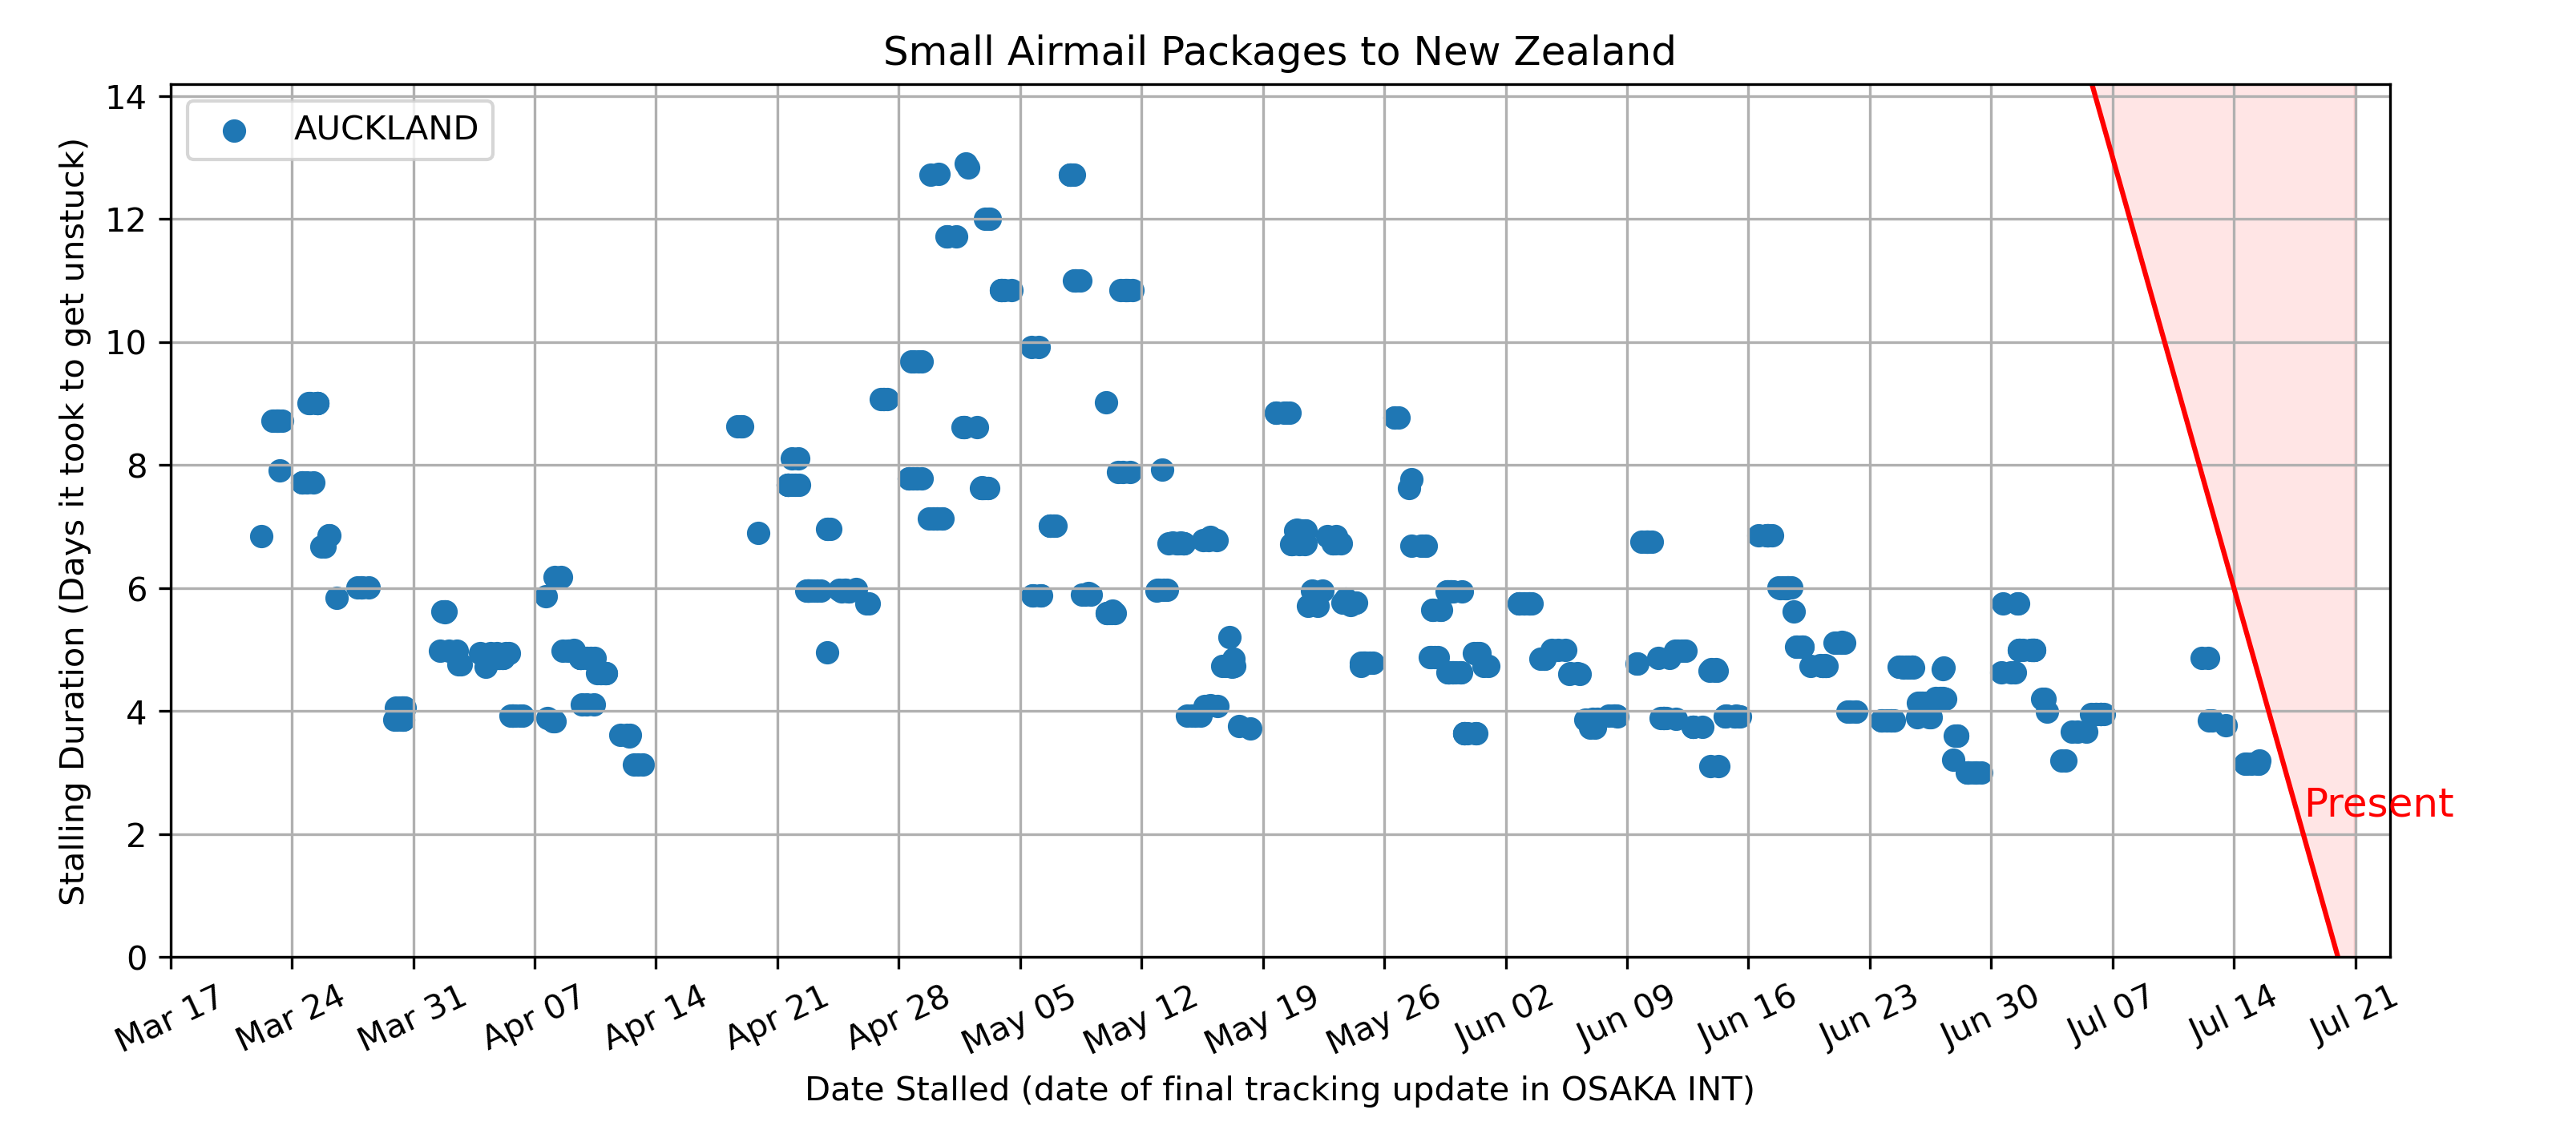 Small Airmail Packages to New Zealand
AUCKLAND
Stalling Duration (Days it took to get unstuck)
14
12
10
8
6
4
2
0
Present
Mar 17
Mar 24
Mar 31
Apr 07
Apr 14
Apr 21
Apr 28
May 05
May 12
May 19
May 26
Jun 02
Jun 09
Jun 16
Jun 23
Jun 30
Jul 07
Jul 14
Jul 21
Date Stalled (date of final tracking update in OSAKA INT)